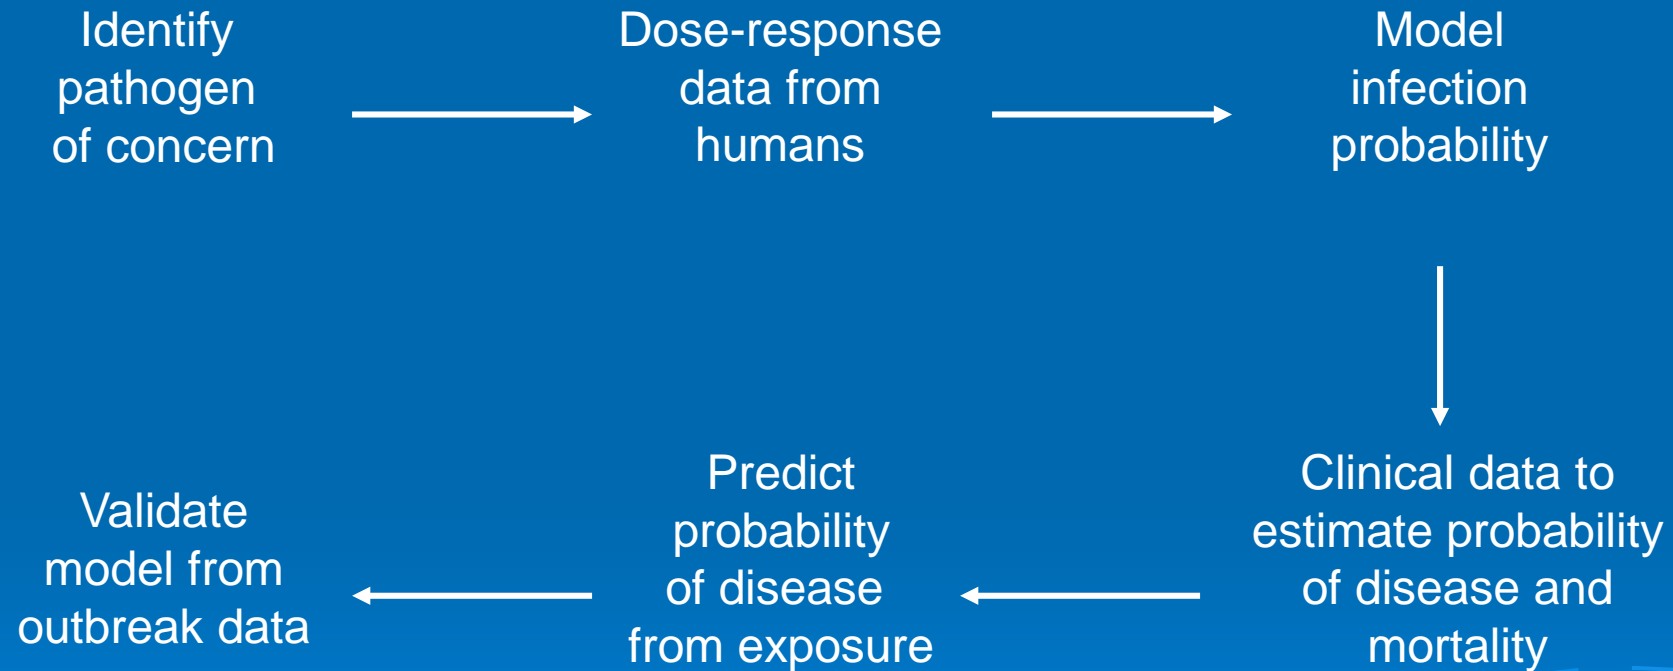 Identify
pathogen
of concern
Dose-response
data from
humans
Model
infection
probability
Clinical data to
estimate probability
of disease and
mortality
Predict
probability
of disease
from exposure
Validate
model from
outbreak data